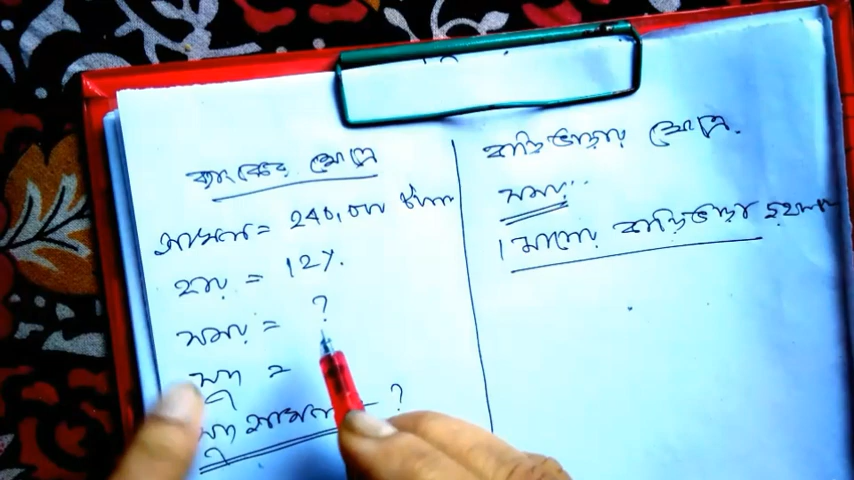 ব্যাংকের ক্ষেত্রে
আসল = 240,000 টাকা
হার = 12%.
সময় = ?
সুদ =
সুদ আসল = ?
বাড়িভাড়ার ক্ষেত্রে.
সময়:
1 মাসের বাড়িভাড়া